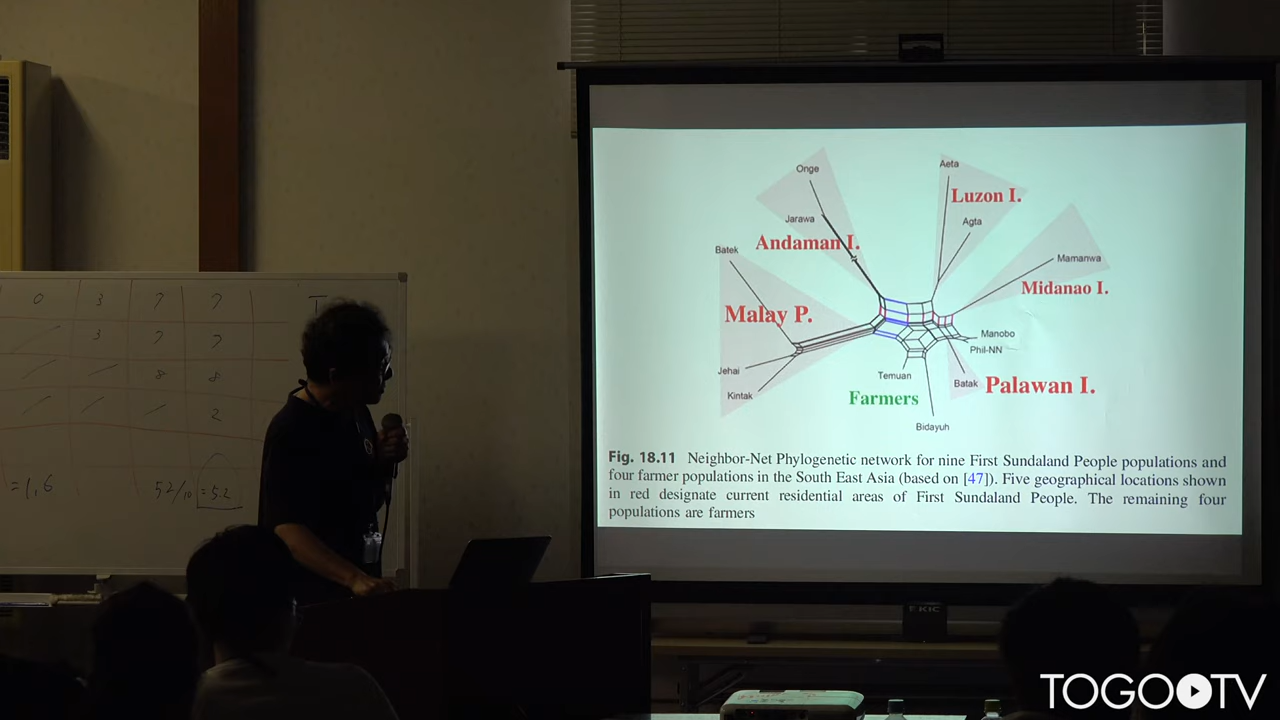 0 3 7 7
3 7 7
8 8
2
=1,6 52/10 =5.2
Onge
Aeta
Luzon I.
Jarawa
Agta
Andaman I.
Batek
Mamanwa
Midanao I.
Malay P.
Manobo
Phil-NN
Jehai
Temuan
Batak
Palawan I.
Kintak
Farmers
Bidayuh
Fig. 18.11 Neighbor-Net Phylogenetic network for nine First Sundaland People populations and
four farmer populations in the South East Asia (based on [47]). Five geographical locations shown
in red designate current residential areas of First Sundaland People. The remaining four
populations are farmers
KIC
TOGOTV